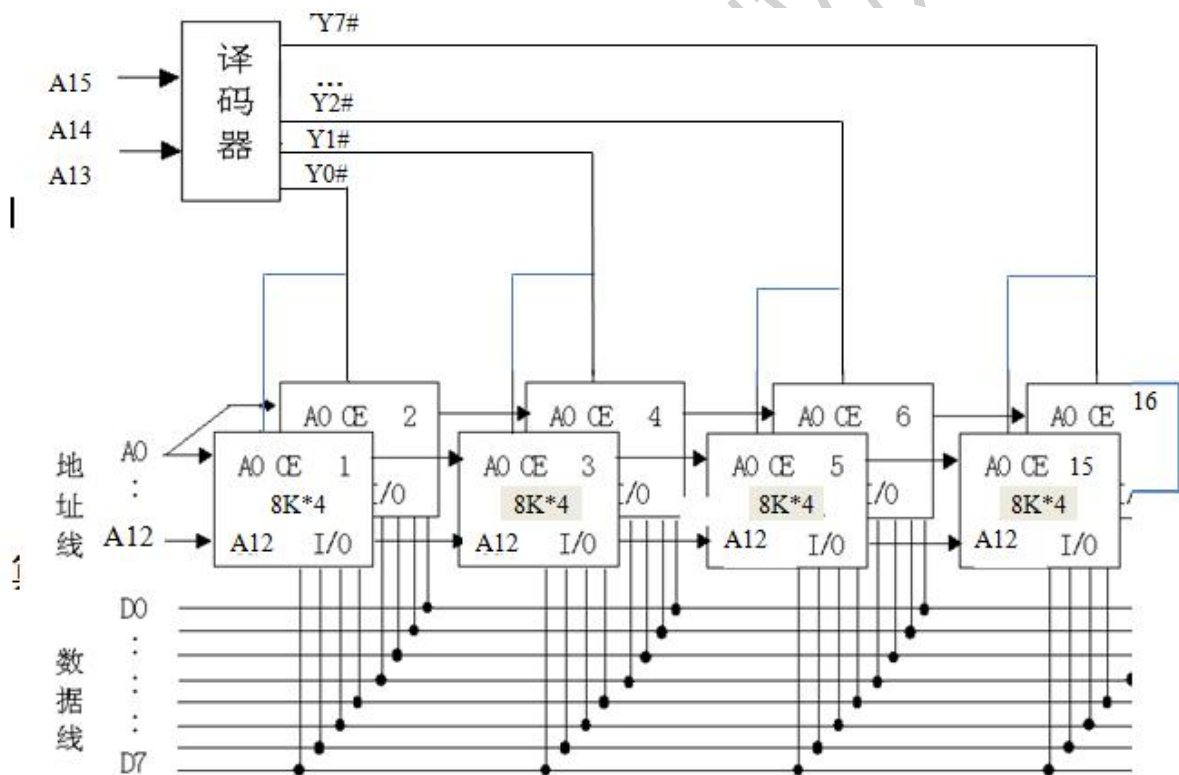 Y7#
译码器
A15
...
Y2#
A14
Y1#
Y0#
A13
A0 CE 2
A0 CE 4
A0 CE 6
A0 CE 16
地址线
A0
A0 CE 1
A0 CE 3
A0 CE 5
A0 CE 15
I/O
I/O
I/O
8K*4
8K*4
8K*4
8K*4
A12
A12 I/O
A12 I/O
A12 I/O
A12 I/O
数据线
D0
D7